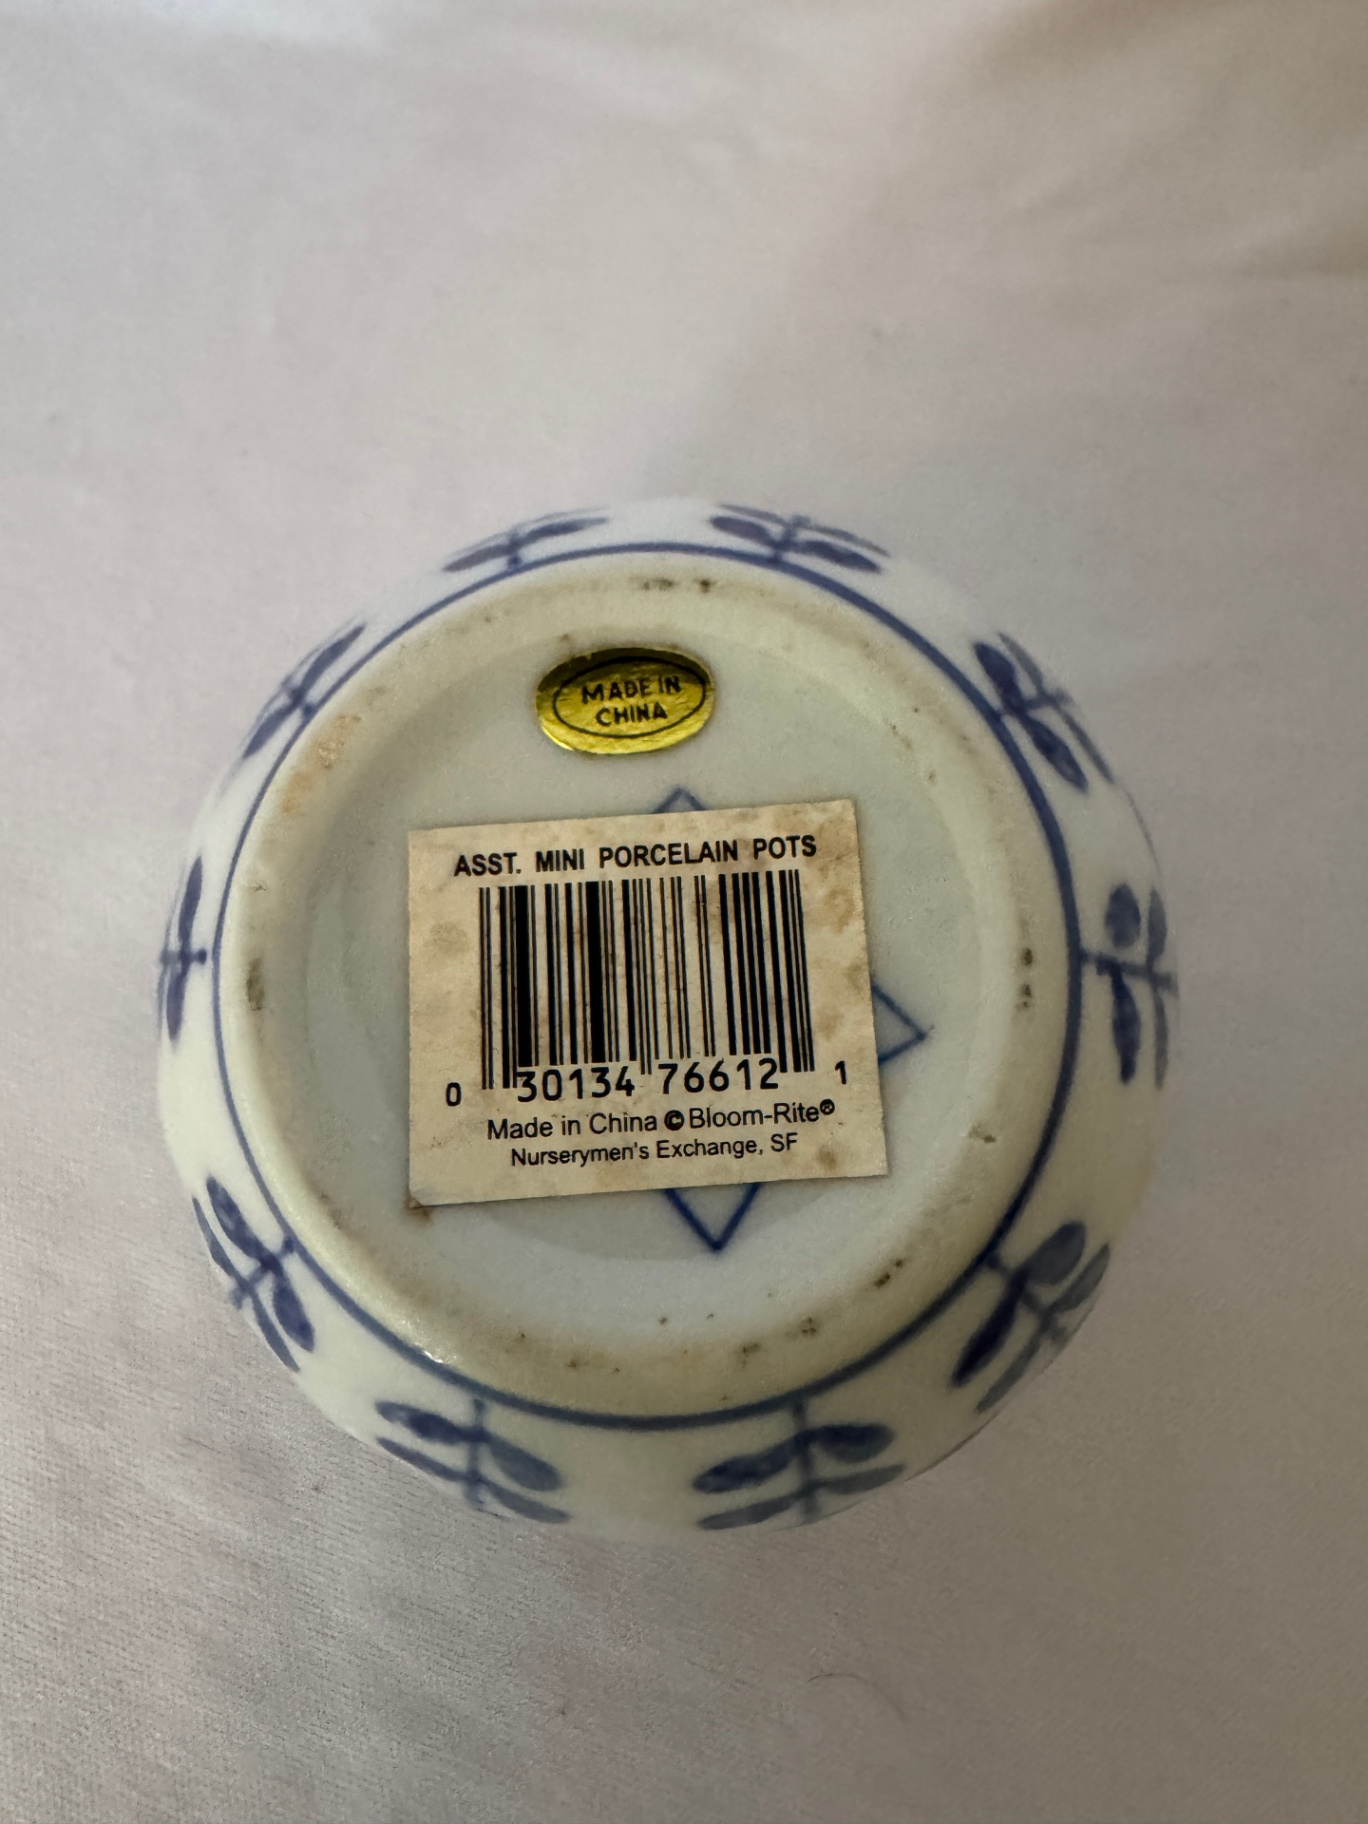 MADE IN
CHINA
ASST. MINI PORCELAIN POTS
0 30134 76612 1
Made in China © Bloom-Rite®
Nurserymen's Exchange, SF